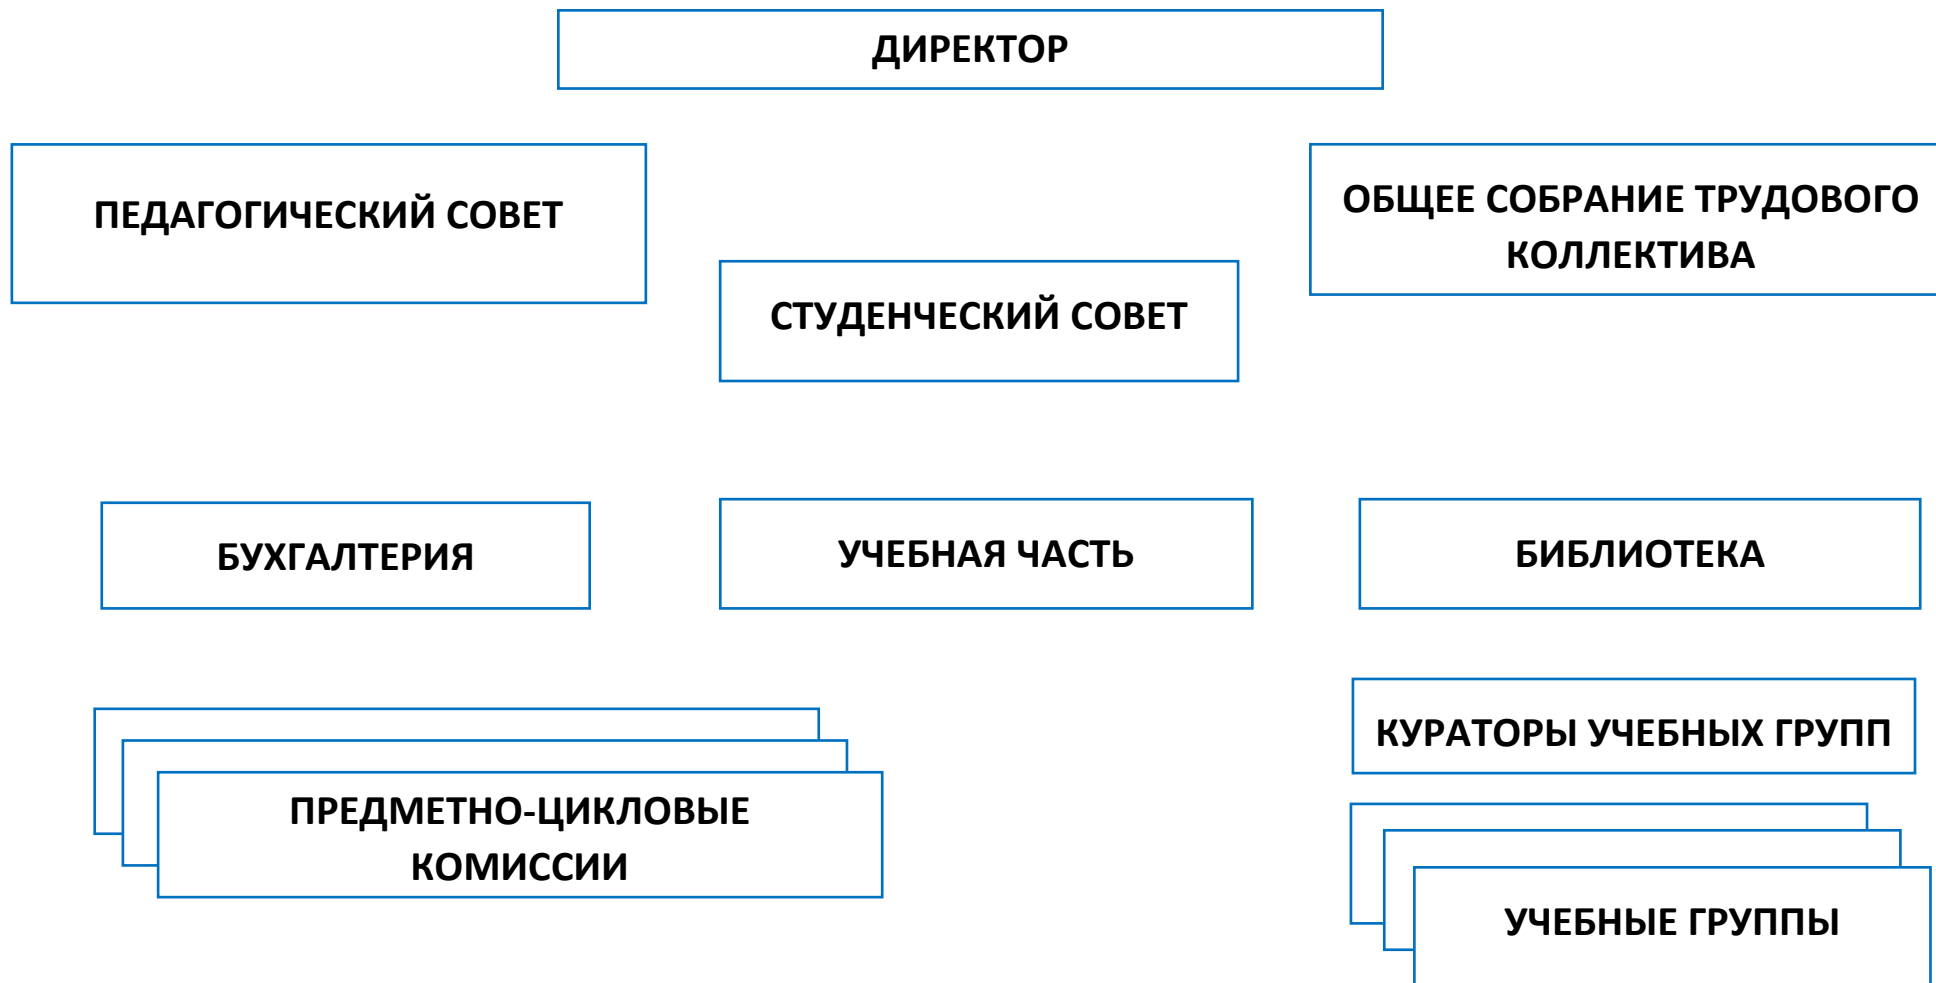 ДИРЕКТОР
ПЕДАГОГИЧЕСКИЙ СОВЕТ
ОБЩЕЕ СОБРАНИЕ ТРУДОВОГО
КОЛЛЕКТИВА
СТУДЕНЧЕСКИЙ СОВЕТ
БУХГАЛТЕРИЯ
УЧЕБНАЯ ЧАСТЬ
БИБЛИОТЕКА
КУРАТОРЫ УЧЕБНЫХ ГРУПП
ПРЕДМЕТНО-ЦИКЛОВЫЕ
КОМИССИИ
УЧЕБНЫЕ ГРУППЫ